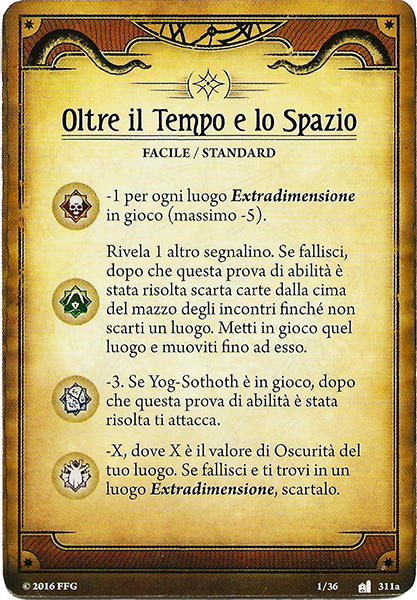 Oltre il Tempo e lo Spazio
FACILE / STANDARD
-1 per ogni luogo Extradimensione
in gioco (massimo -5).
Rivela 1 altro segnalino. Se fallisci,
dopo che questa prova di abilità è
stata risolta scarta carte dalla cima
del mazzo degli incontri finché non
scarti un luogo. Metti in gioco quel
luogo e muoviti fino ad esso.
-3. Se Yog-Sothoth è in gioco, dopo
che questa prova di abilità è stata
risolta ti attacca.
-X, dove X è il valore di Oscurità del
tuo luogo. Se fallisci e ti trovi in un
luogo Extradimensione, scartalo.
© 2016 FFG 1/36 311a